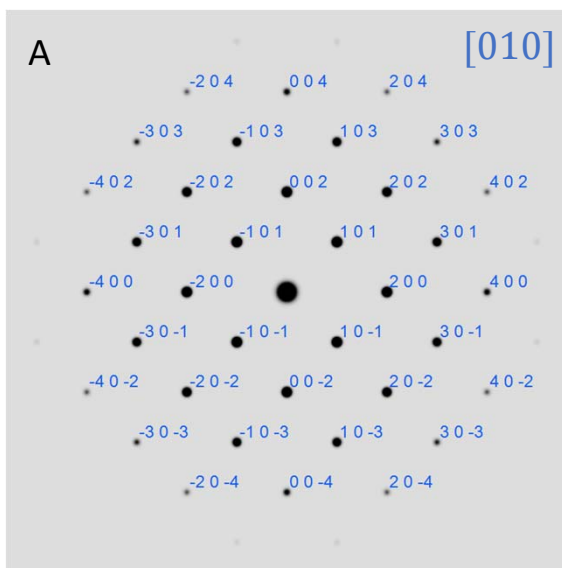 A
[010]
-2 0 4 0 0 4 2 0 4
-3 0 3 -1 0 3 1 0 3 3 0 3
-4 0 2 -2 0 2 0 0 2 2 0 2 4 0 2
-3 0 1 -1 0 1 1 0 1 3 0 1
-4 0 0 -2 0 0 2 0 0 4 0 0
-3 0 -1 -1 0 -1 1 0 -1 3 0 -1
-4 0 -2 -2 0 -2 0 0 -2 2 0 -2 4 0 -2
-3 0 -3 -1 0 -3 1 0 -3 3 0 -3
-2 0 -4 0 0 -4 2 0 -4